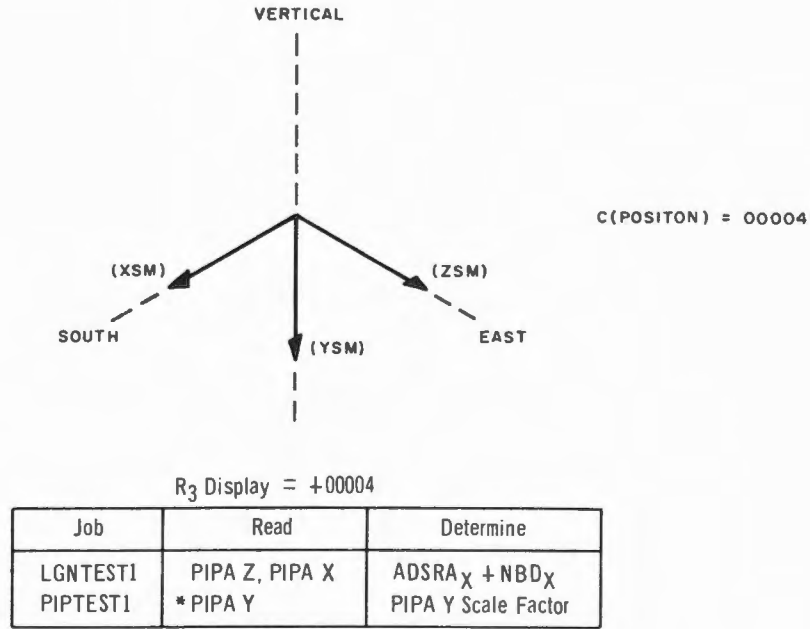 VERTICAL
C(POSITON) = 00004
(XSM)
(ZSM)
SOUTH
(YSM)
EAST
R3 Display = +00004
Job Read Determine
LGNTEST1 PIPA Z, PIPA X ADSRAX + NBDX
PIPTEST1 *PIPA Y PIPA Y Scale Factor